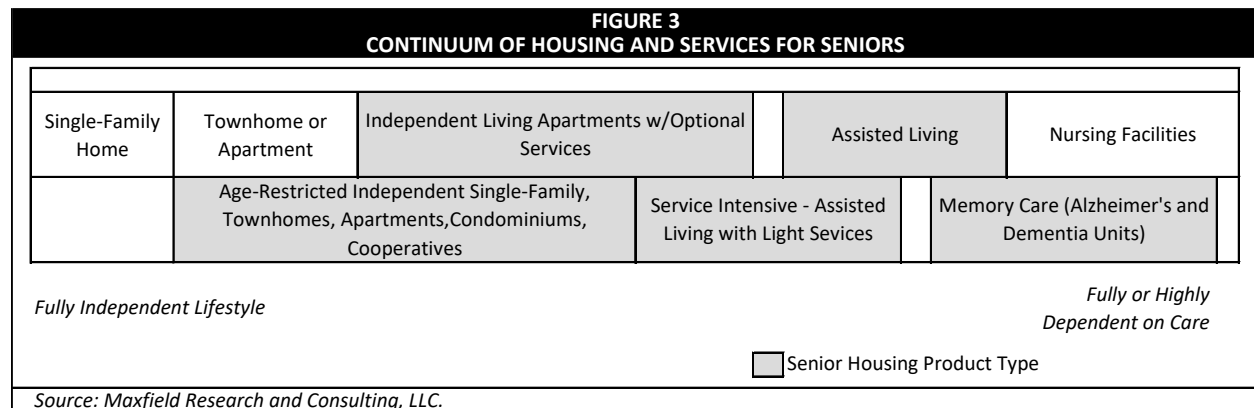 FIGURE 3
CONTINUUM OF HOUSING AND SERVICES FOR SENIORS
Single-Family
Home
Townhome or
Apartment
Independent Living Apartments w/Optional
Services
Assisted Living
Nursing Facilities
Age-Restricted Independent Single-Family,
Townhomes, Apartments,Condominiums,
Cooperatives
Service Intensive - Assisted
Living with Light Sevices
Memory Care (Alzheimer's and
Dementia Units)
Fully Independent Lifestyle
Fully or Highly
Dependent on Care
Senior Housing Product Type
Source: Maxfield Research and Consulting, LLC.